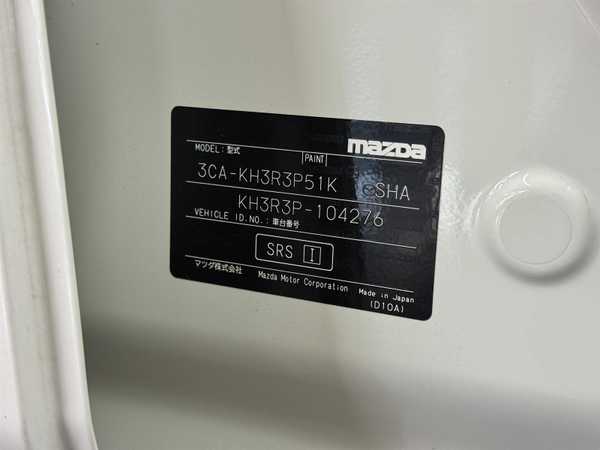 mazda
MODEL: 型式 PAINT
3CA-KH3R3P51K SHA
KH3R3P-104276
VEHICLE ID.NO.: 車台番号
SRS I
マツダ株式会社 Mazda Motor Corporation Made in Japan
(D10A)